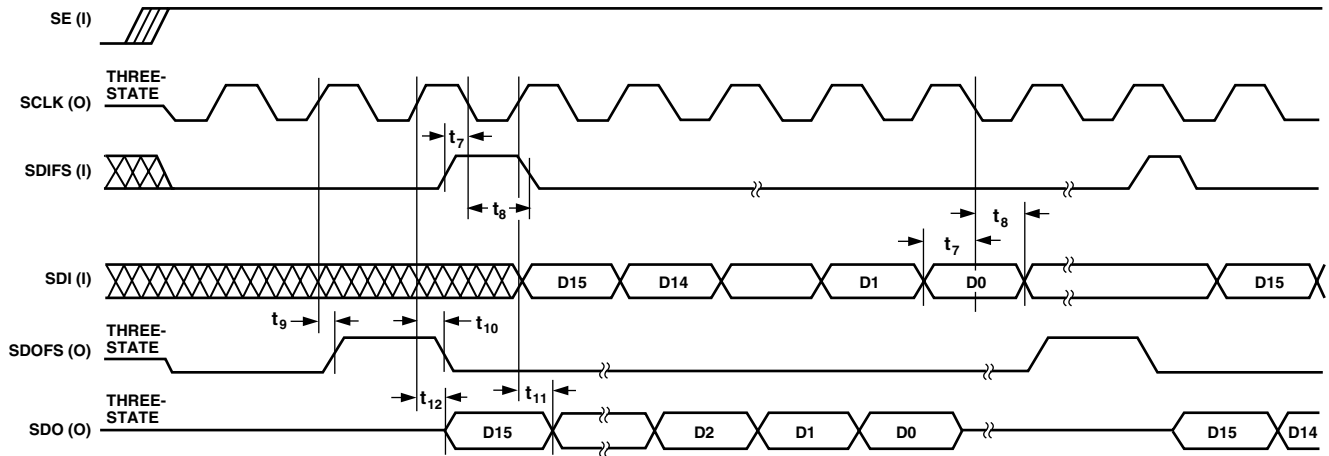 SE (I)
THREE-
STATE
SCLK (O)
t7
SDIFS (I)
t8
t8
t7
SDI (I)
D15
D14
D1
D0
D15
t9
t10
THREE-
STATE
SDOFS (O)
t12
t11
THREE-
STATE
SDO (O)
D15
D2
D1
D0
D15
D14